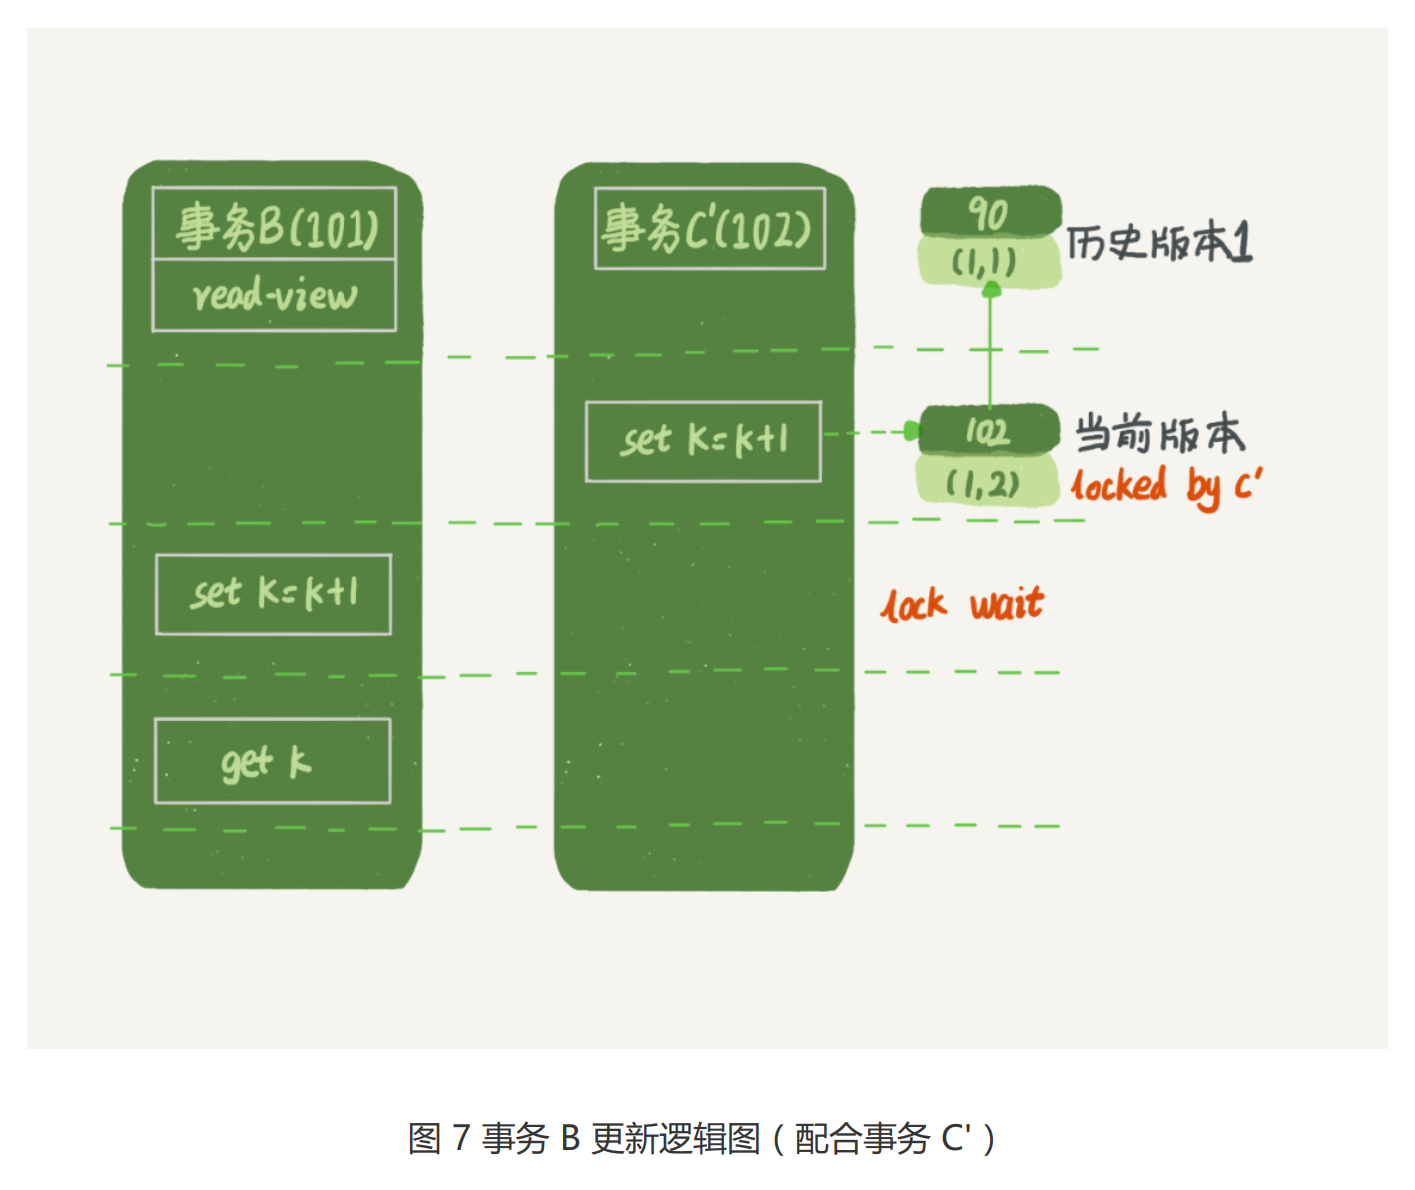 事务B(101)
read-view
事务C'(102)
90
(1,1)
历史版本1
set k=k+1
102
(1,2)
当前版本
locked by c'
set k=k+1
lock wait
get k
图 7 事务 B 更新逻辑图（配合事务 C'）